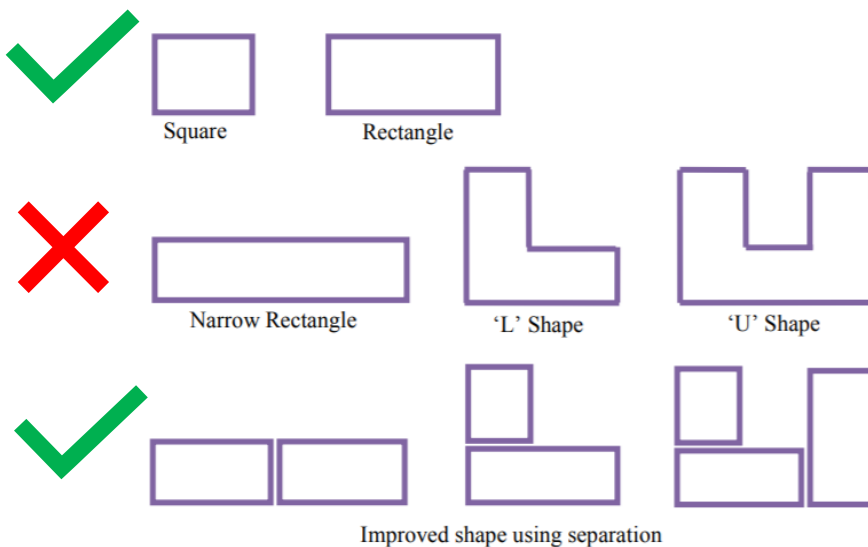 Square
Rectangle
Narrow Rectangle
‘L’ Shape
‘U’ Shape
Improved shape using separation